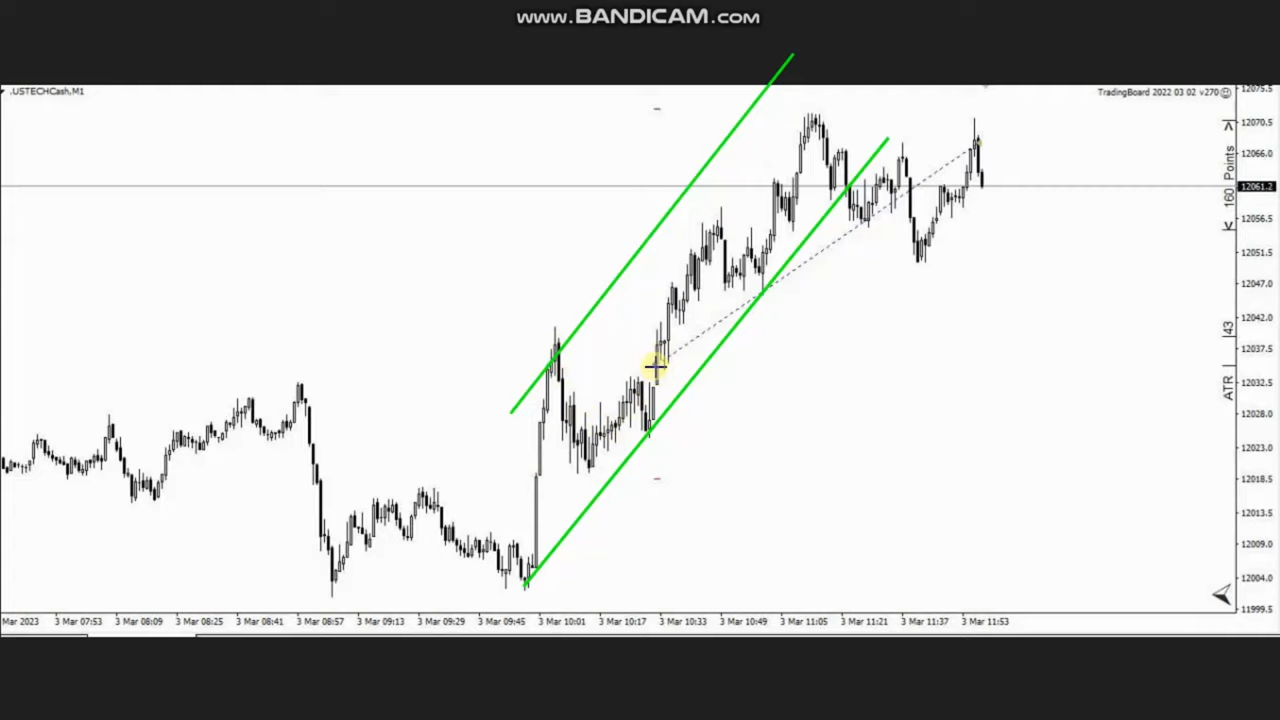 www.BANDICAM.com
.USTECHCash,M1
TradingBoard 2022 03 02 v270
12075.5
12070.5
12066.0
12061.2
12056.5
12051.5
12047.0
12042.0
12037.5
12032.5
12028.0
12023.0
12018.5
12013.5
12009.0
12004.0
11999.5
< 160 Points >
ATR |43
Mar 2023
3 Mar 07:53
3 Mar 08:09
3 Mar 08:25
3 Mar 08:41
3 Mar 08:57
3 Mar 09:13
3 Mar 09:29
3 Mar 09:45
3 Mar 10:01
3 Mar 10:17
3 Mar 10:33
3 Mar 10:49
3 Mar 11:05
3 Mar 11:21
3 Mar 11:37
3 Mar 11:53